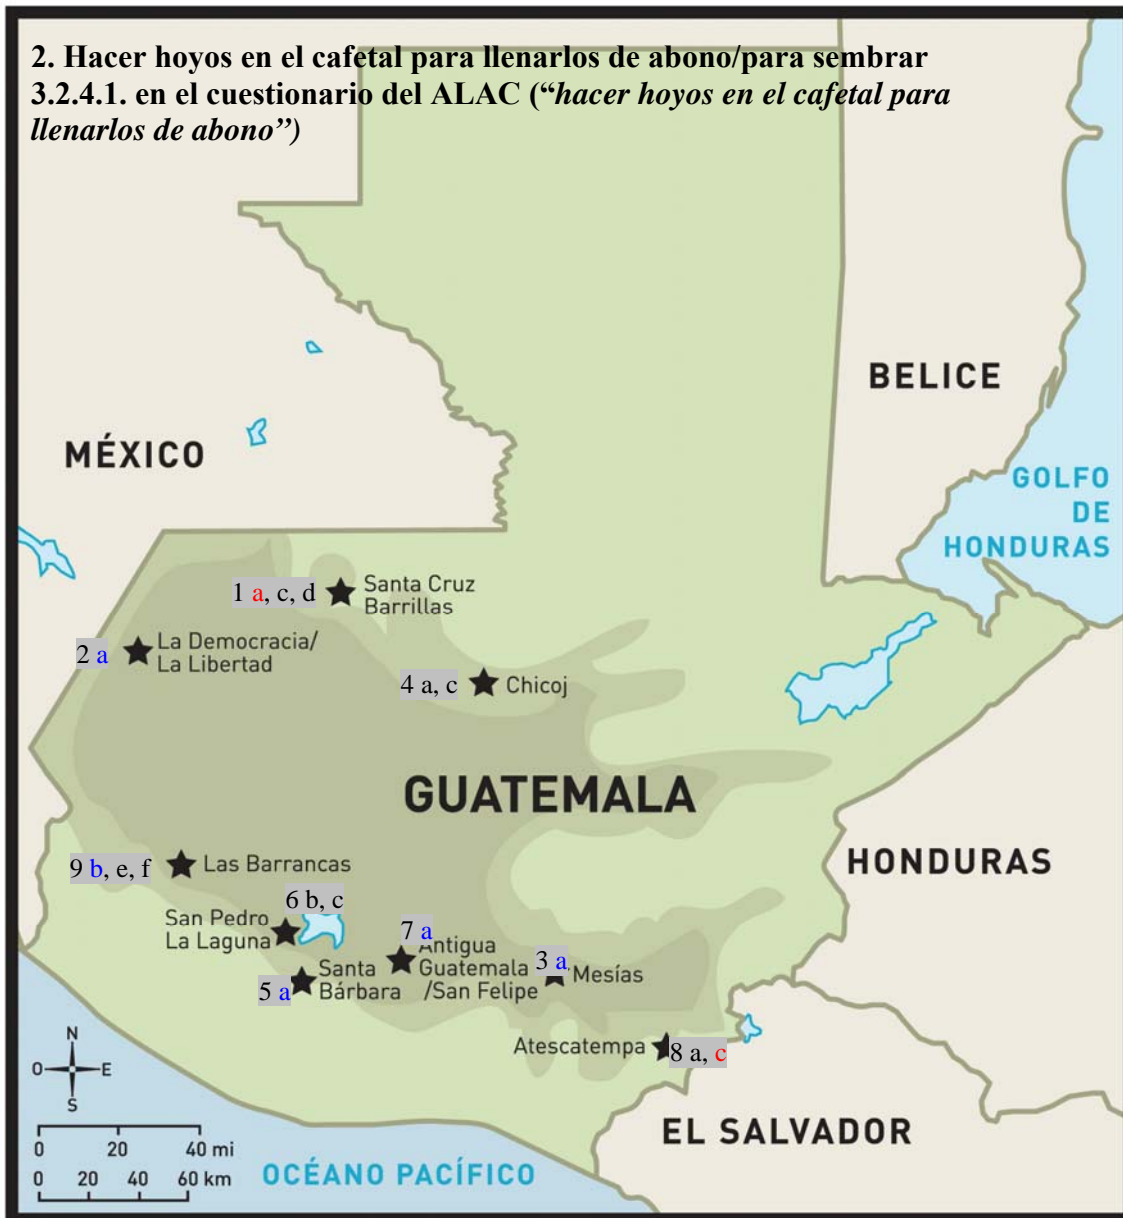 2. Hacer hoyos en el cafetal para llenarlos de abono/para sembrar
3.2.4.1. en el cuestionario del ALAC (“hacer hoyos en el cafetal para
llenarlos de abono”)
BELICE
MÉXICO
GOLFO
DE
HONDURAS
1 a, c, d
Santa Cruz
Barrillas
2 a
La Democracia/
La Libertad
4 a, c
Chicoj
GUATEMALA
HONDURAS
9 b, e, f
Las Barrancas
6 b, c
San Pedro
La Laguna
7 a
Antigua
Guatemala
/San Felipe
3 a
Mesías
5 a
Santa
Bárbara
Atescatempa
8 a, c
N
O
E
S
0 20 40 mi
0 20 40 60 km
OCÉANO PACÍFICO
EL SALVADOR